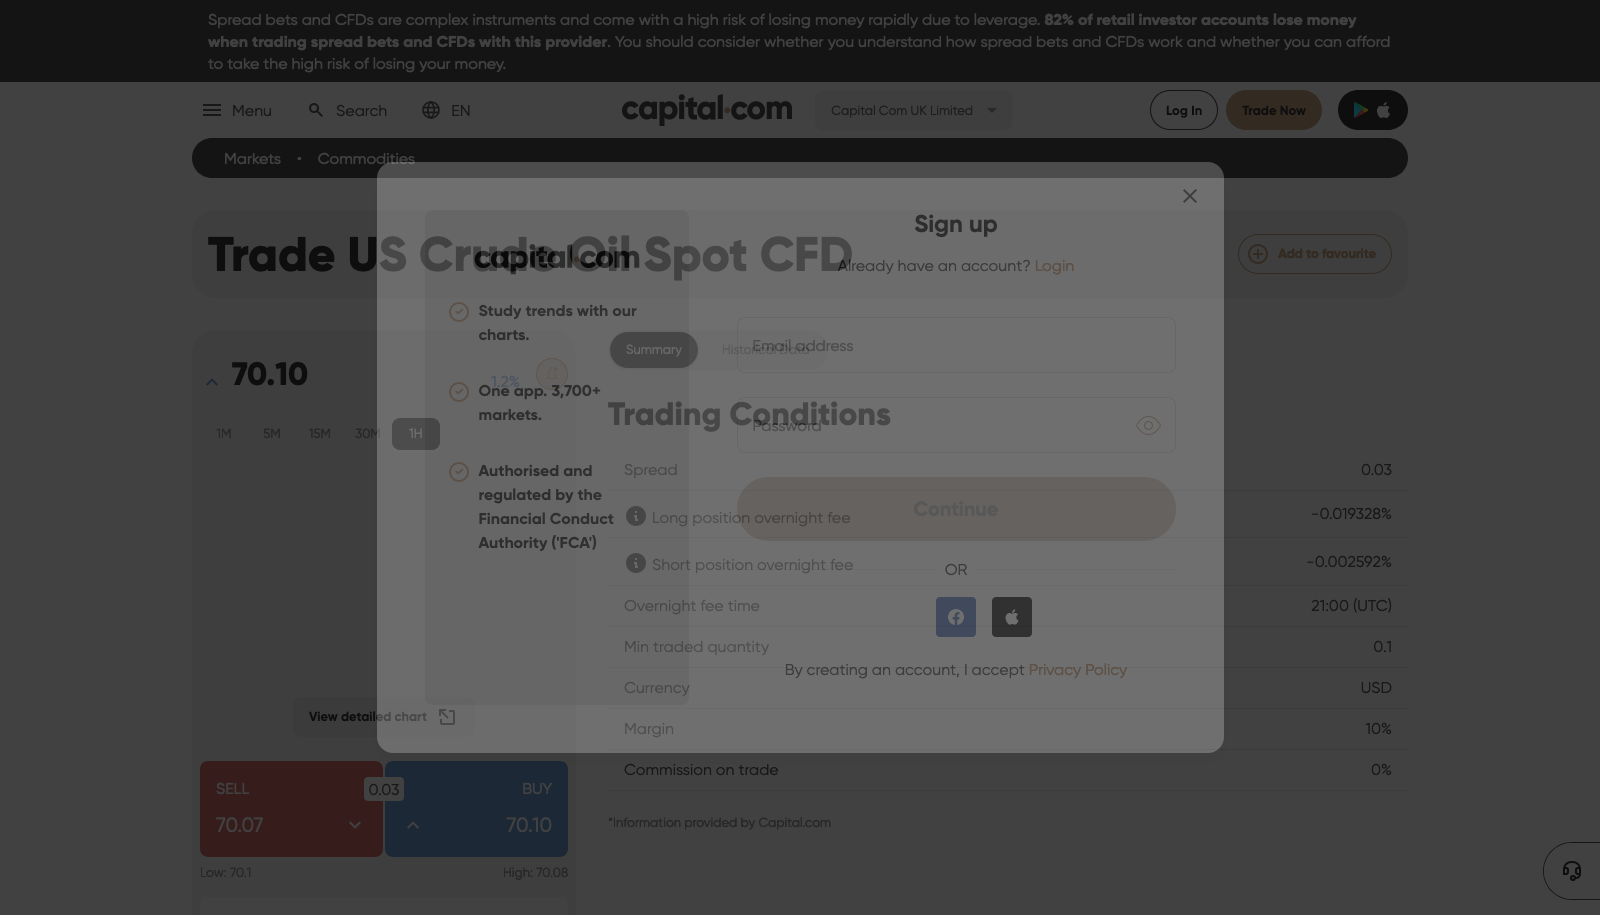 Spread bets and CFDs are complex instruments and come with a high risk of losing money rapidly due to leverage. 82% of retail investor accounts lose money
when trading spread bets and CFDs with this provider. You should consider whether you understand how spread bets and CFDs work and whether you can afford
to take the high risk of losing your money.
Menu
Search
EN
capital.com
Capital Com UK Limited
Log In
Trade Now
Markets • Commodities
Trade US Crude Oil Spot CFD
Add to favourite
70.10
1.2%
1M
5M
15M
30M
1H
View detailed chart
SELL
70.07
0.03
BUY
70.10
Low: 70.1
High: 70.08
Summary
Historical Data
Trading Conditions
Spread
0.03
Long position overnight fee
-0.019328%
Short position overnight fee
-0.002592%
Overnight fee time
21:00 (UTC)
Min traded quantity
0.1
Currency
USD
Margin
10%
Commission on trade
0%
*Information provided by Capital.com
capital.com
Study trends with our
charts.
One app. 3,700+
markets.
Authorised and
regulated by the
Financial Conduct
Authority ('FCA')
Sign up
Already have an account? Login
Email address
Password
Continue
OR
By creating an account, I accept Privacy Policy